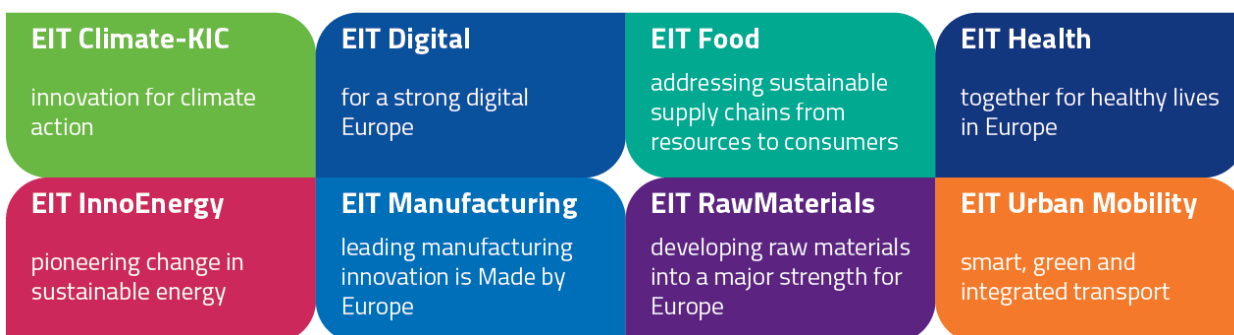 EIT Climate-KIC
innovation for climate
action
EIT Digital
for a strong digital
Europe
EIT Food
addressing sustainable
supply chains from
resources to consumers
EIT Health
together for healthy lives
in Europe
EIT InnoEnergy
pioneering change in
sustainable energy
EIT Manufacturing
leading manufacturing
innovation is Made by
Europe
EIT RawMaterials
developing raw materials
into a major strength for
Europe
EIT Urban Mobility
smart, green and
integrated transport